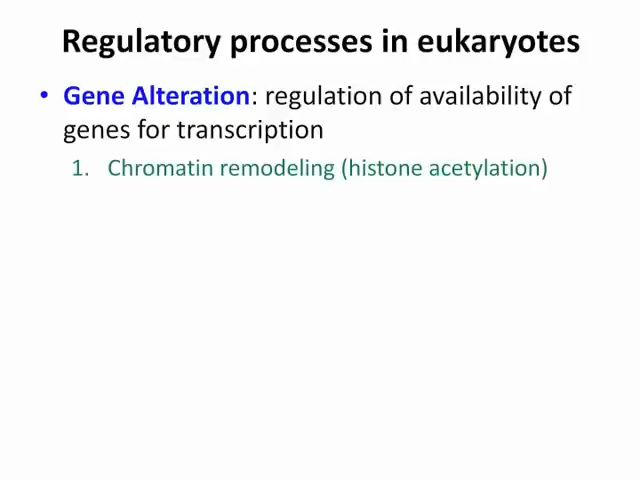 Regulatory processes in eukaryotes
• Gene Alteration: regulation of availability of
genes for transcription
1. Chromatin remodeling (histone acetylation)